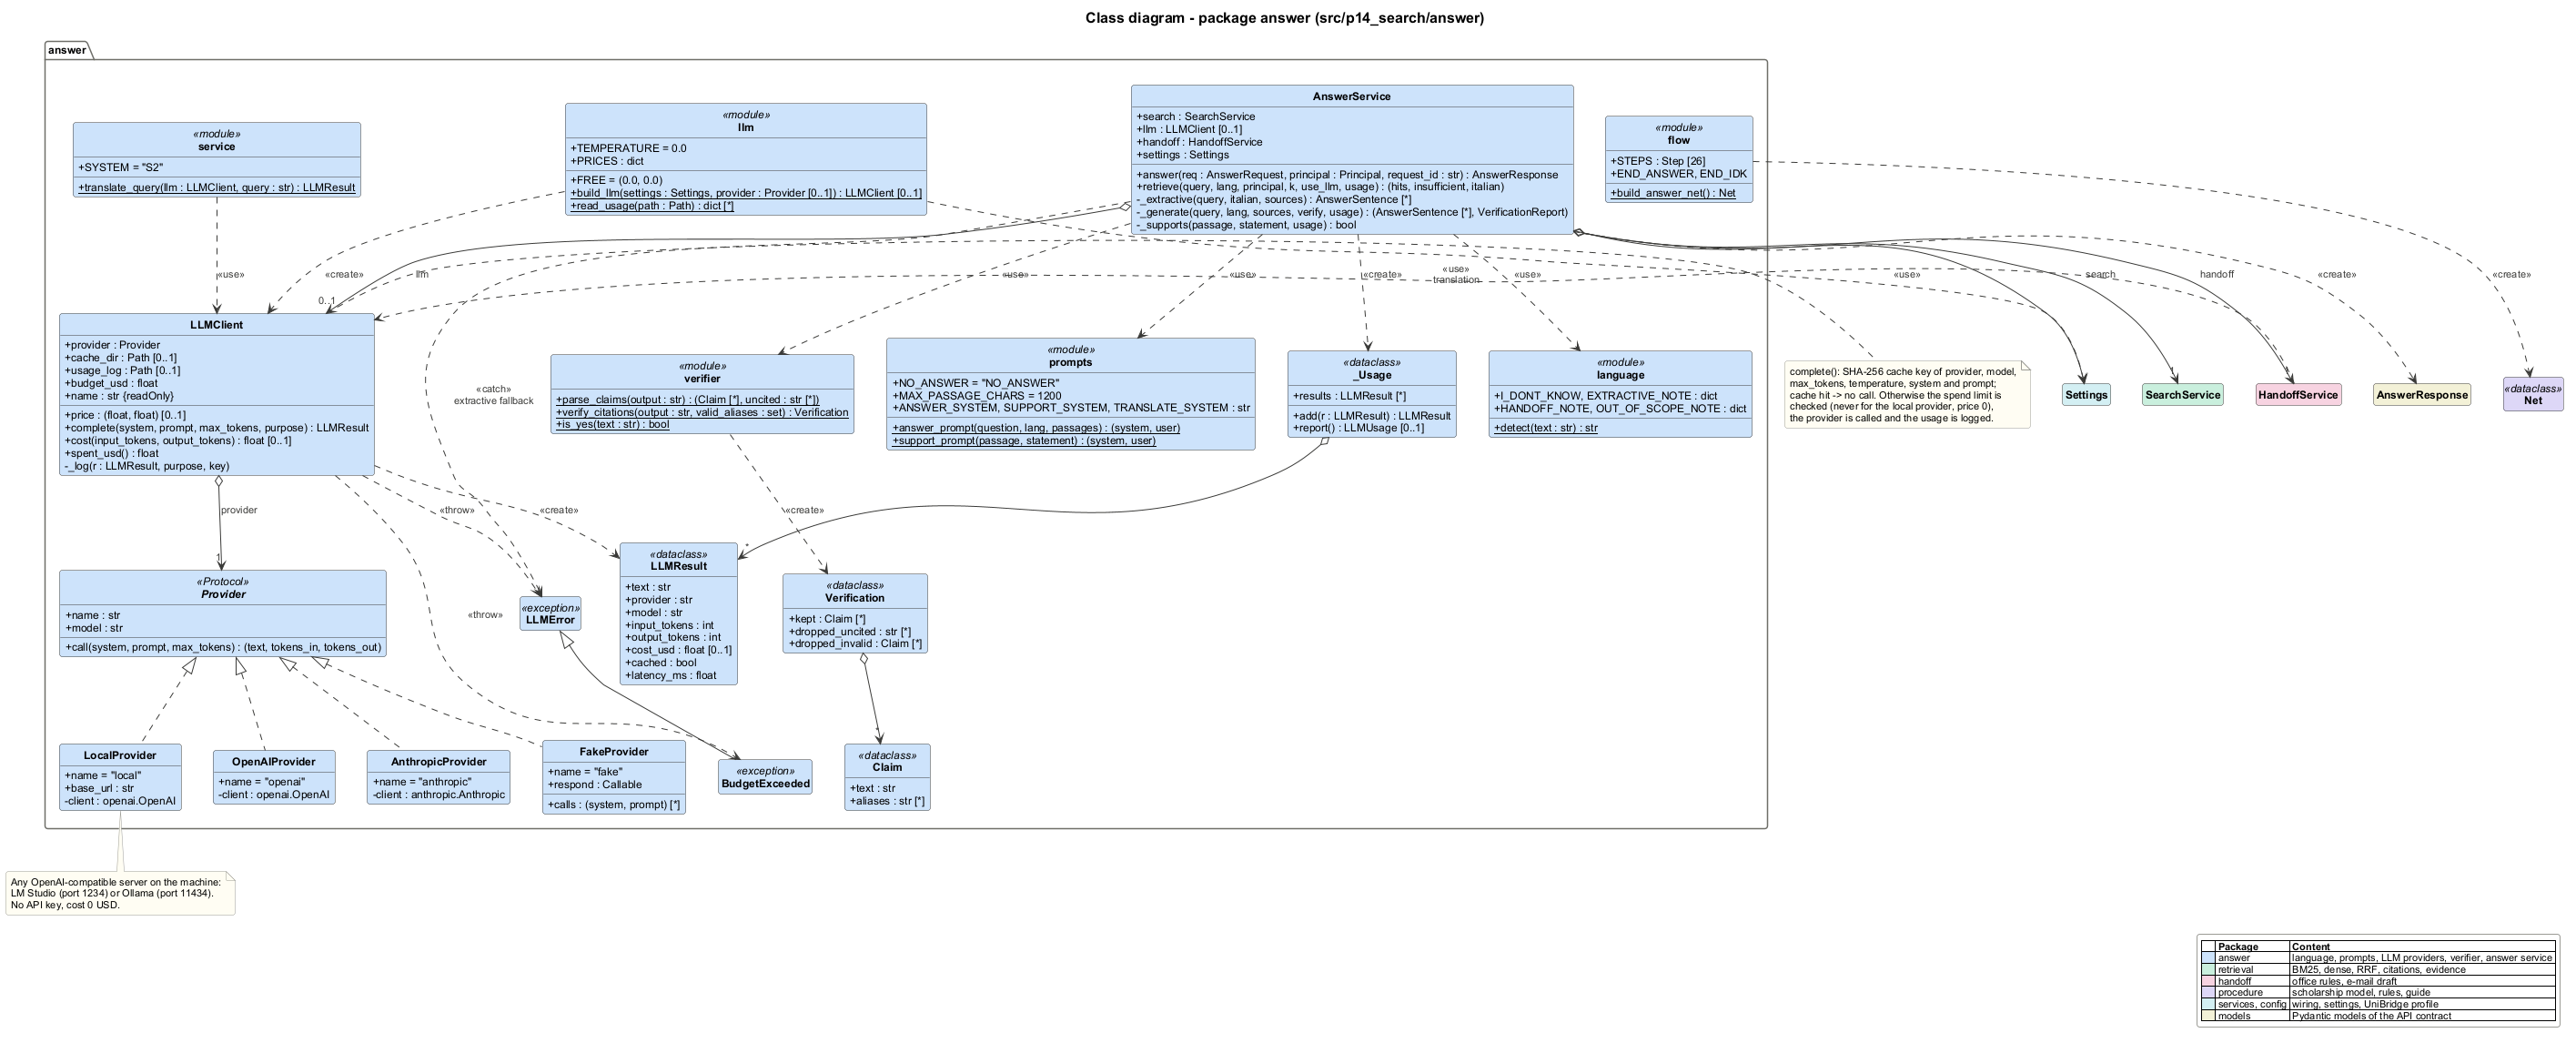 Class diagram - package answer (src/p14_search/answer)
answer
«module»
service
+SYSTEM = "S2"
+translate_query(llm : LLMClient, query : str) : LLMResult
«module»
llm
+TEMPERATURE = 0.0
+PRICES : dict
+FREE = (0.0, 0.0)
+build_llm(settings : Settings, provider : Provider [0..1]) : LLMClient [0..1]
+read_usage(path : Path) : dict [*]
AnswerService
+search : SearchService
+llm : LLMClient [0..1]
+handoff : HandoffService
+settings : Settings
+answer(req : AnswerRequest, principal : Principal, request_id : str) : AnswerResponse
+retrieve(query, lang, principal, k, use_llm, usage) : (hits, insufficient, italian)
-_extractive(query, italian, sources) : AnswerSentence [*]
-_generate(query, lang, sources, verify, usage) : (AnswerSentence [*], VerificationReport)
-_supports(passage, statement, usage) : bool
«module»
flow
+STEPS : Step [26]
+END_ANSWER, END_IDK
+build_answer_net() : Net
«use»
«create»
llm
0..1
«use»
«use»
«create»
«use»
translation
«use»
«use»
search
handoff
«create»
«create»
LLMClient
+provider : Provider
+cache_dir : Path [0..1]
+usage_log : Path [0..1]
+budget_usd : float
+name : str {readOnly}
+price : (float, float) [0..1]
+complete(system, prompt, max_tokens, purpose) : LLMResult
+cost(input_tokens, output_tokens) : float [0..1]
+spent_usd() : float
-_log(r : LLMResult, purpose, key)
«catch»
extractive fallback
«module»
verifier
+parse_claims(output : str) : (Claim [*], uncited : str [*])
+verify_citations(output : str, valid_aliases : set) : Verification
+is_yes(text : str) : bool
«module»
prompts
+NO_ANSWER = "NO_ANSWER"
+MAX_PASSAGE_CHARS = 1200
+ANSWER_SYSTEM, SUPPORT_SYSTEM, TRANSLATE_SYSTEM : str
+answer_prompt(question, lang, passages) : (system, user)
+support_prompt(passage, statement) : (system, user)
«dataclass»
_Usage
+results : LLMResult [*]
+add(r : LLMResult) : LLMResult
+report() : LLMUsage [0..1]
«module»
language
+I_DONT_KNOW, EXTRACTIVE_NOTE : dict
+HANDOFF_NOTE, OUT_OF_SCOPE_NOTE : dict
+detect(text : str) : str
complete(): SHA-256 cache key of provider, model,
max_tokens, temperature, system and prompt;
cache hit -> no call. Otherwise the spend limit is
checked (never for the local provider, price 0),
the provider is called and the usage is logged.
Settings
1
SearchService
HandoffService
AnswerResponse
«dataclass»
Net
provider
1
«throw»
«create»
«create»
*
«throw»
«Protocol»
Provider
+name : str
+model : str
+call(system, prompt, max_tokens) : (text, tokens_in, tokens_out)
«exception»
LLMError
«dataclass»
LLMResult
+text : str
+provider : str
+model : str
+input_tokens : int
+output_tokens : int
+cost_usd : float [0..1]
+cached : bool
+latency_ms : float
«dataclass»
Verification
+kept : Claim [*]
+dropped_uncited : str [*]
+dropped_invalid : Claim [*]
LocalProvider
+name = "local"
+base_url : str
-client : openai.OpenAI
OpenAIProvider
+name = "openai"
-client : openai.OpenAI
AnthropicProvider
+name = "anthropic"
-client : anthropic.Anthropic
FakeProvider
+name = "fake"
+respond : Callable
+calls : (system, prompt) [*]
«exception»
BudgetExceeded
«dataclass»
Claim
+text : str
+aliases : str [*]
Any OpenAI-compatible server on the machine:
LM Studio (port 1234) or Ollama (port 11434).
No API key, cost 0 USD.
Package Content
answer language, prompts, LLM providers, verifier, answer service
retrieval BM25, dense, RRF, citations, evidence
handoff office rules, e-mail draft
procedure scholarship model, rules, guide
services, config wiring, settings, UniBridge profile
models Pydantic models of the API contract